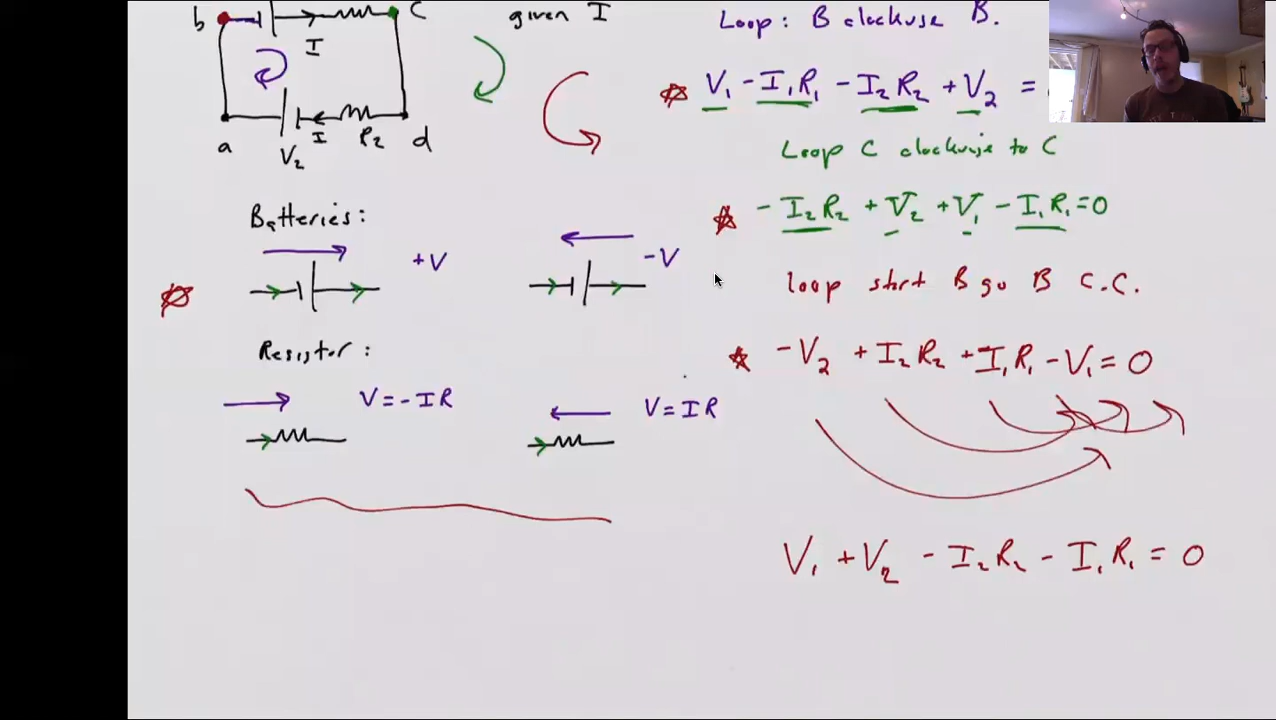 b
C
I
a
V₂
I
R₂
d
given I
Loop: B clockwise B.
V₁ - I₁R₁ - I₂R₂ + V₂ =
Loop C clockwise to C
- I₂R₂ + V₂ + V₁ - I₁R₁ = 0
loop start B go B C.C.
- V₂ + I₂R₂ + I₁R₁ - V₁ = 0
V₁ + V₂ - I₂R₂ - I₁R₁ = 0
Batteries:
+V
-V
Resistor:
V = -IR
V = IR